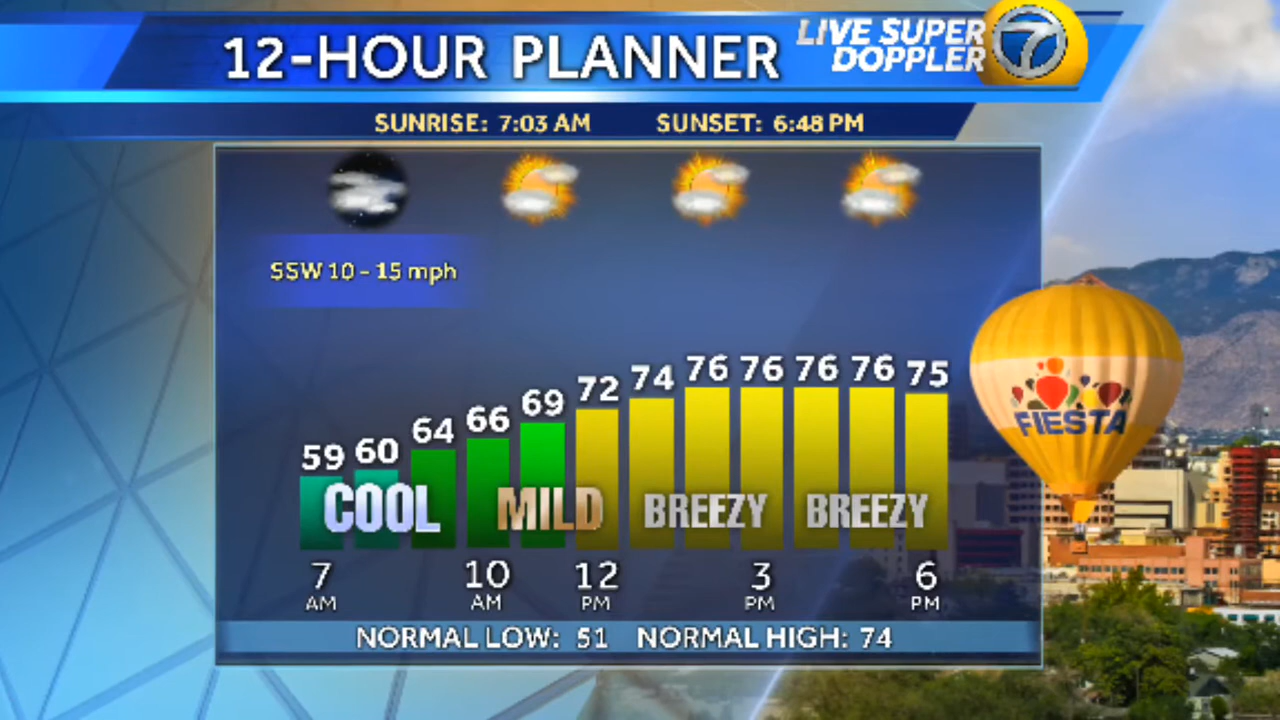 12-HOUR PLANNER
LIVE SUPER
DOPPLER
7
SUNRISE: 7:03 AM SUNSET: 6:48 PM
SSW 10 - 15 mph
59 60 64 66 69 72 74 76 76 76 76 75
COOL MILD BREEZY BREEZY
FIESTA
7 10 12 3 6
AM AM PM PM PM
NORMAL LOW: 51 NORMAL HIGH: 74